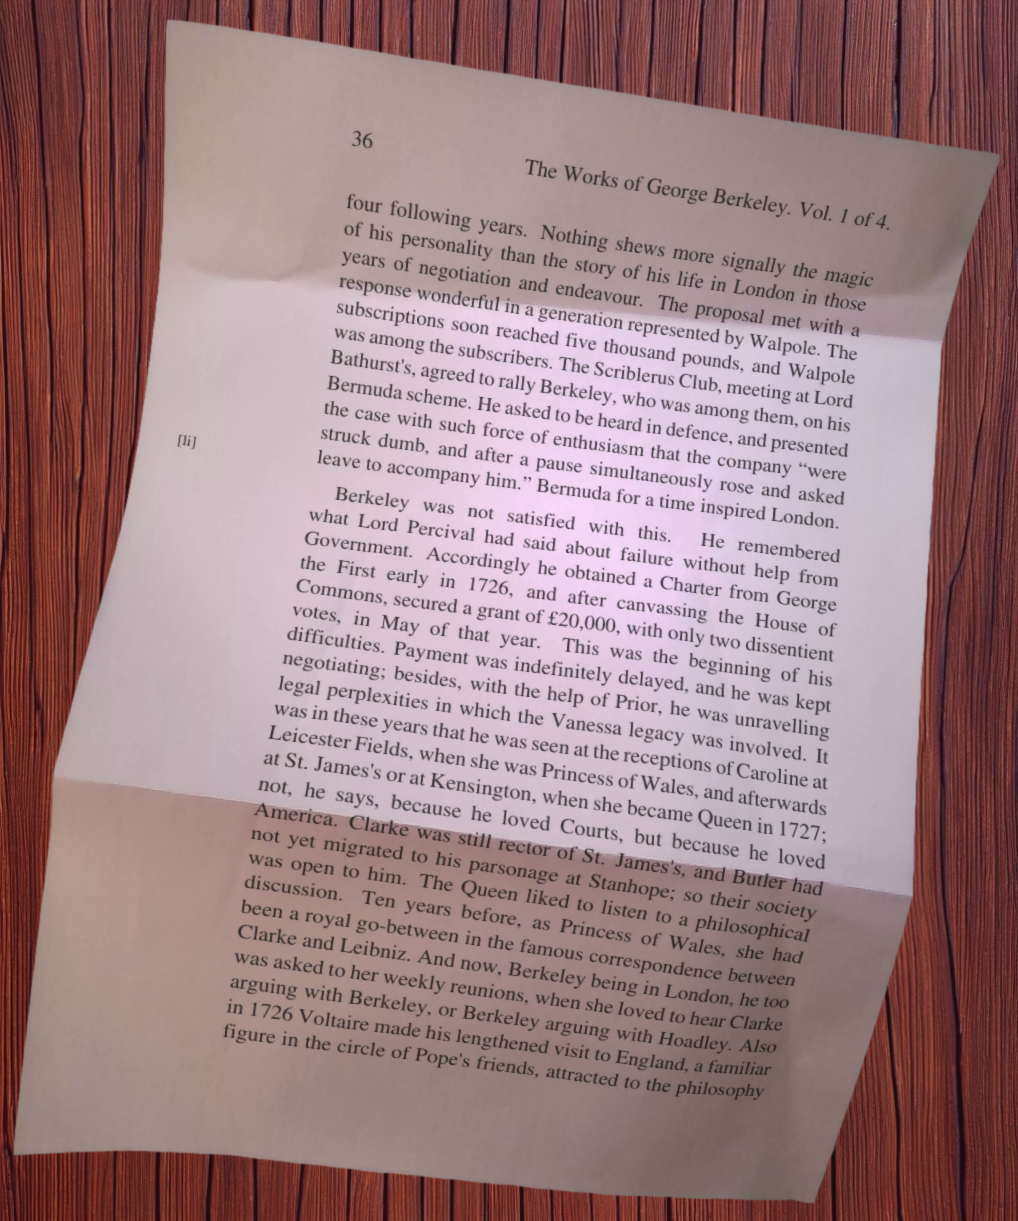 36
The Works of George Berkeley. Vol. 1 of 4.
four following years. Nothing shews more signally the magic
of his personality than the story of his life in London in those
years of negotiation and endeavour. The proposal met with a
response wonderful in a generation represented by Walpole. The
subscriptions soon reached five thousand pounds, and Walpole
was among the subscribers. The Scriblerus Club, meeting at Lord
Bathurst's, agreed to rally Berkeley, who was among them, on his
Bermuda scheme. He asked to be heard in defence, and presented
the case with such force of enthusiasm that the company “were
struck dumb, and after a pause simultaneously rose and asked
leave to accompany him.” Bermuda for a time inspired London.
[li]
Berkeley was not satisfied with this. He remembered
what Lord Percival had said about failure without help from
Government. Accordingly he obtained a Charter from George
the First early in 1726, and after canvassing the House of
Commons, secured a grant of £20,000, with only two dissentient
votes, in May of that year. This was the beginning of his
difficulties. Payment was indefinitely delayed, and he was kept
negotiating; besides, with the help of Prior, he was unravelling
legal perplexities in which the Vanessa legacy was involved. It
was in these years that he was seen at the receptions of Caroline at
Leicester Fields, when she was Princess of Wales, and afterwards
at St. James's or at Kensington, when she became Queen in 1727;
not, he says, because he loved Courts, but because he loved
America. Clarke was still rector of St. James's, and Butler had
not yet migrated to his parsonage at Stanhope; so their society
was open to him. The Queen liked to listen to a philosophical
discussion. Ten years before, as Princess of Wales, she had
been a royal go-between in the famous correspondence between
Clarke and Leibniz. And now, Berkeley being in London, he too
was asked to her weekly reunions, when she loved to hear Clarke
arguing with Berkeley, or Berkeley arguing with Hoadley. Also
in 1726 Voltaire made his lengthened visit to England, a familiar
figure in the circle of Pope's friends, attracted to the philosophy